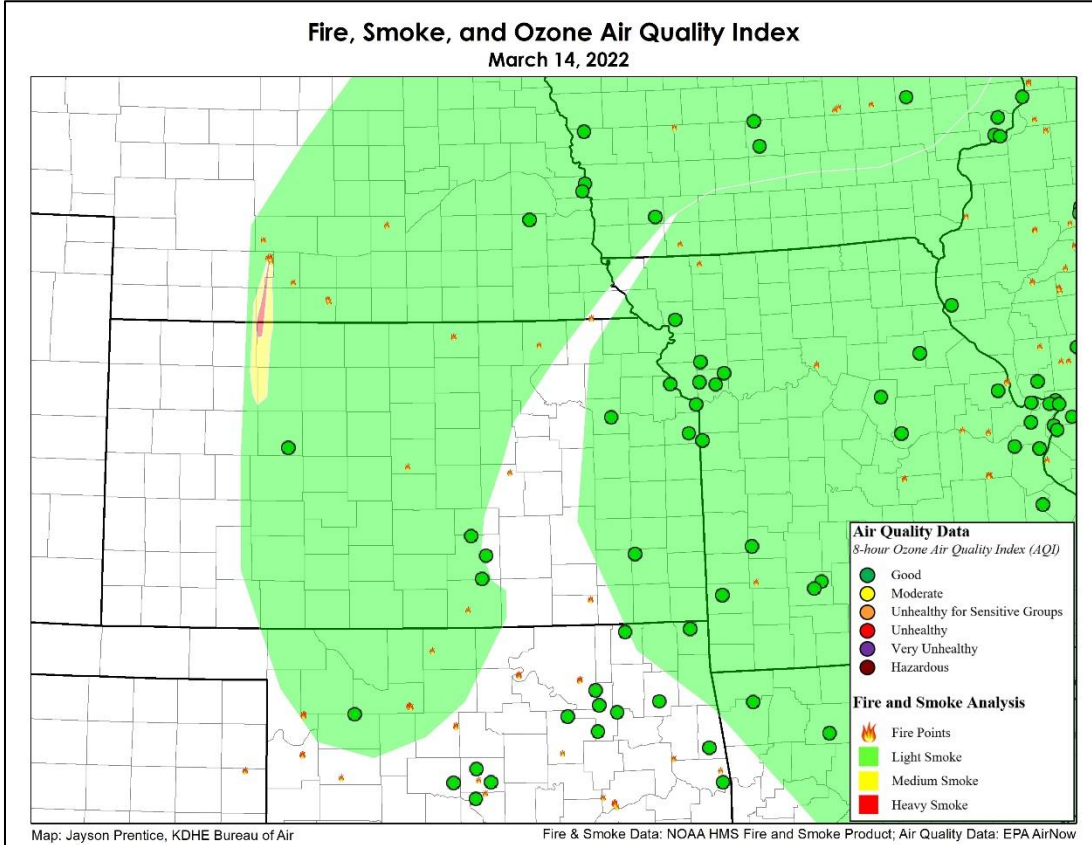 Fire, Smoke, and Ozone Air Quality Index
March 14, 2022
Air Quality Data
8-hour Ozone Air Quality Index (AQI)
Good
Moderate
Unhealthy for Sensitive Groups
Unhealthy
Very Unhealthy
Hazardous
Fire and Smoke Analysis
Fire Points
Light Smoke
Medium Smoke
Heavy Smoke
Map: Jayson Prentice, KDHE Bureau of Air
Fire & Smoke Data: NOAA HMS Fire and Smoke Product; Air Quality Data: EPA AirNow